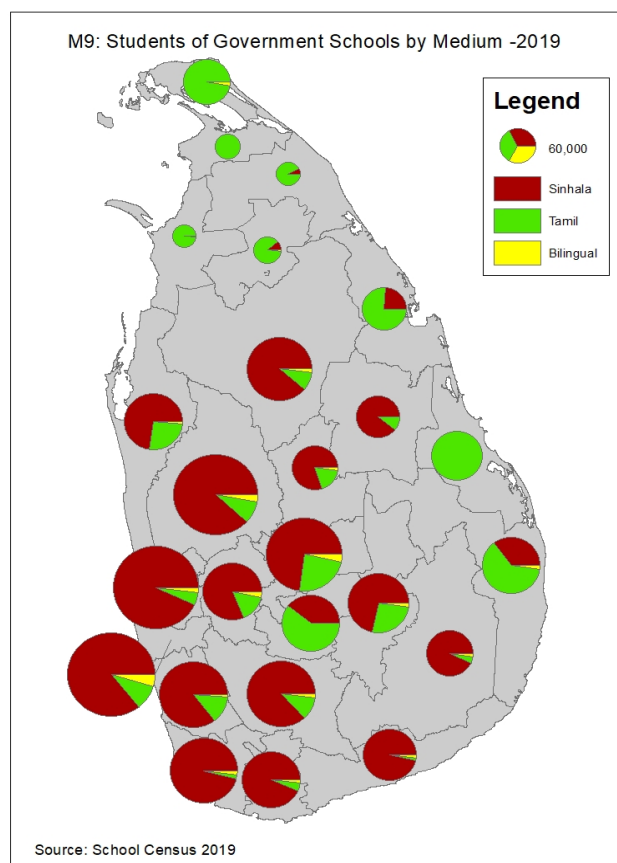 M9: Students of Government Schools by Medium -2019
Legend
60,000
Sinhala
Tamil
Bilingual
Source: School Census 2019